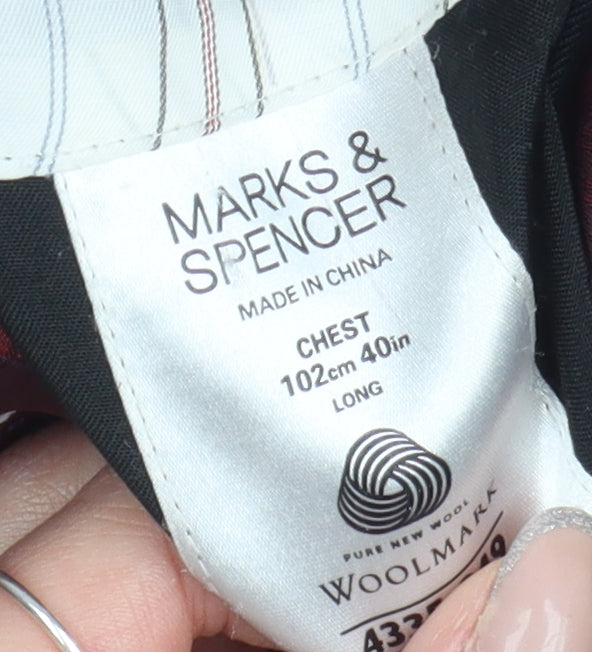 MARKS &
SPENCER
MADE IN CHINA
CHEST
102cm 40in
LONG
PURE NEW WOOL
WOOLMARK